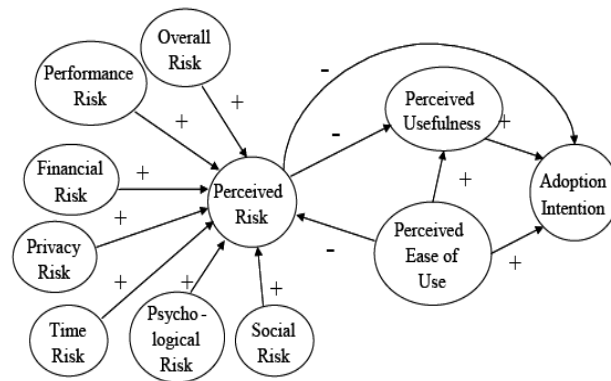 Overall
Risk
Performance
Risk
+
+
-
-
Perceived
Usefulness
+
Financial
Risk
+
Perceived
Risk
Adoption
Intention
+
+
Privacy
Risk
Perceived
Ease of
Use
-
+
+
Time
Risk
Psycho -
logical
Risk
+
Social
Risk
+